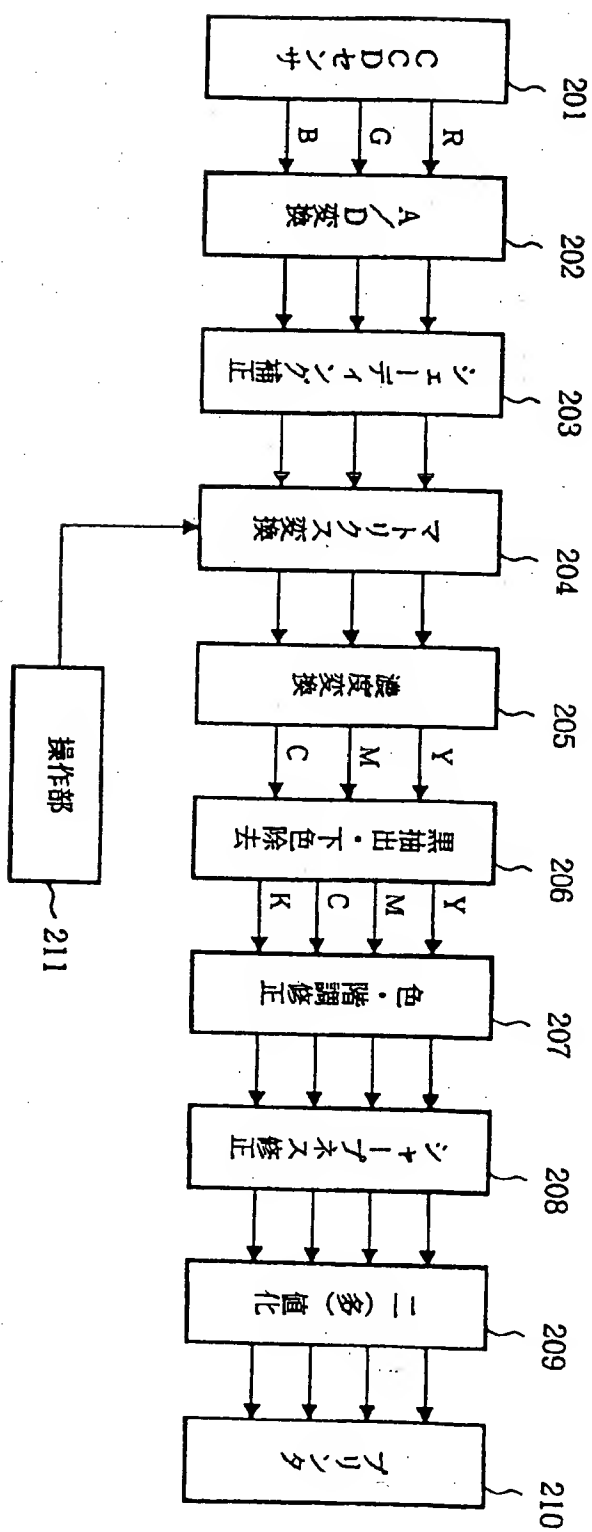 201
CCDセンサ
R
G
B
202
A/D変換
203
シェーディング補正
204
マトリクス変換
205
濃度変換
Y
M
C
206
黒抽出・下色除去
Y
M
C
K
207
色・階調修正
208
シャープネス修正
209
二(多)値化
210
プリンタ
操作部
211